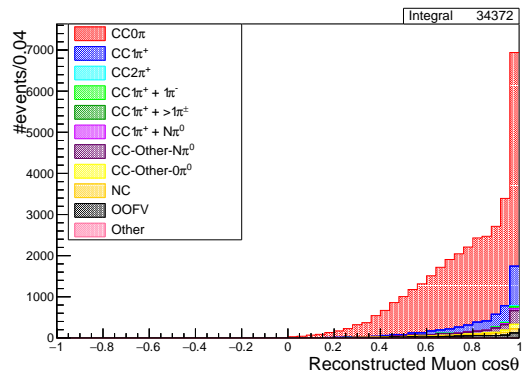 Integral 34372
#events/0.04
7000
6000
5000
4000
3000
2000
1000
0
CC0π
CC1π⁺
CC2π⁺
CC1π⁺ + 1π⁻
CC1π⁺ + >1π±
CC1π⁺ + Nπ⁰
CC-Other-Nπ⁰
CC-Other-0π⁰
NC
OOFV
Other
−1 −0.8 −0.6 −0.4 −0.2 0 0.2 0.4 0.6 0.8 1
Reconstructed Muon cosθ